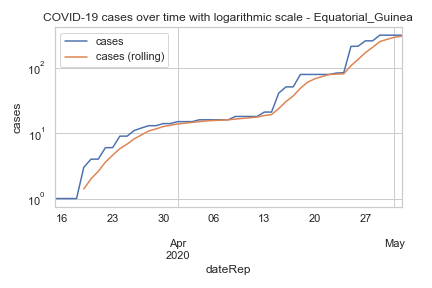 COVID-19 cases over time with logarithmic scale - Equatorial_Guinea
cases
cases (rolling)
10²
10¹
10⁰
cases
16 23 30 06 13 20 27
Apr May
2020
dateRep